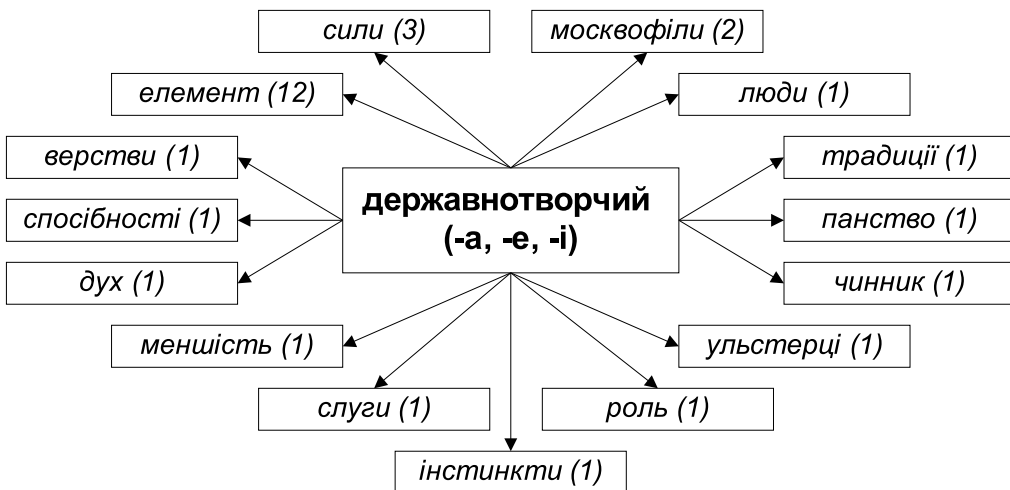 сили (3)
москвофіли (2)
елемент (12)
люди (1)
верстви (1)
традиції (1)
державнотворчий
(-а, -е, -і)
спосібності (1)
панство (1)
дух (1)
чинник (1)
меншість (1)
ульстерці (1)
слуги (1)
роль (1)
інстинкти (1)